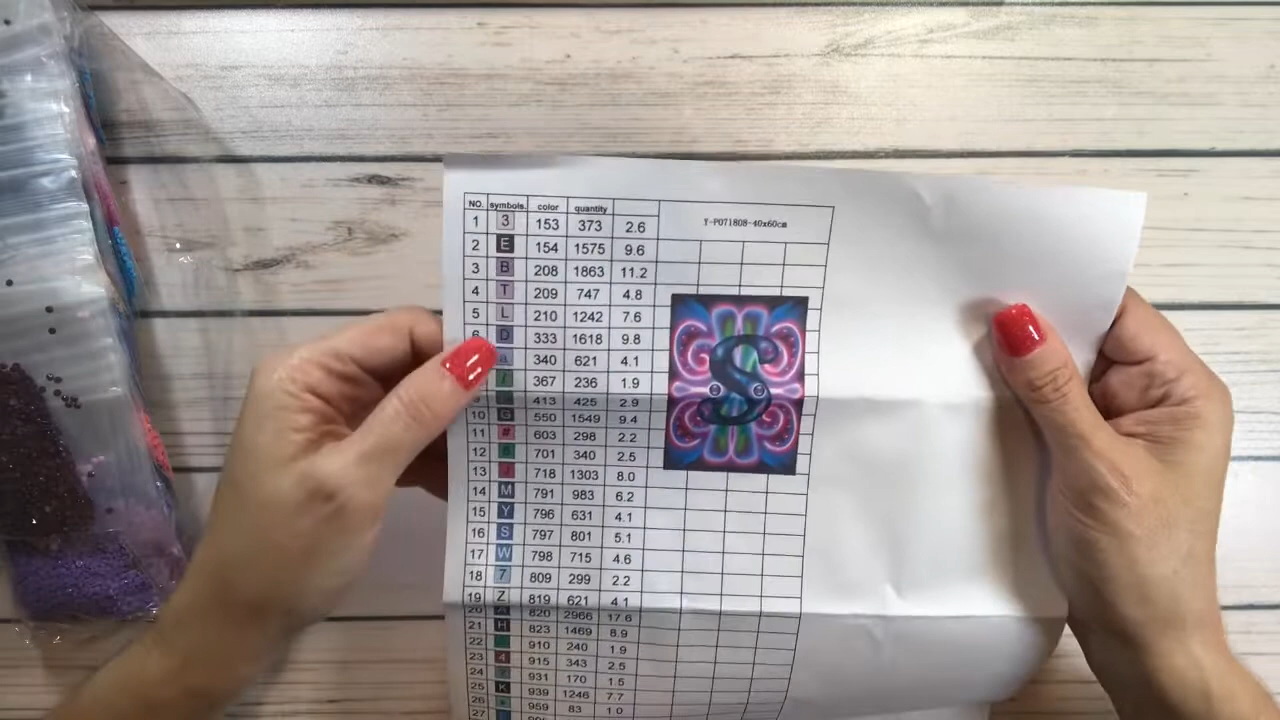 NO. symbols. color quantity
Y-P071808-40x60cm
1 3 153 373 2.6
2 E 154 1575 9.6
3 B 208 1863 11.2
4 T 209 747 4.8
5 L 210 1242 7.6
6 D 333 1618 9.8
a 340 621 4.1
/ 367 236 1.9
9 413 425 2.9
10 G 550 1549 9.4
11 # 603 298 2.2
12 701 340 2.5
13 J 718 1303 8.0
14 M 791 983 6.2
15 Y 796 631 4.1
16 S 797 801 5.1
17 W 798 715 4.6
18 7 809 299 2.2
19 Z 819 621 4.1
20 820 2966 17.6
21 H 823 1469 8.9
22 910 240 1.9
23 4 915 343 2.5
24 931 170 1.5
25 K 939 1246 7.7
26 959 83 1.0
27
S